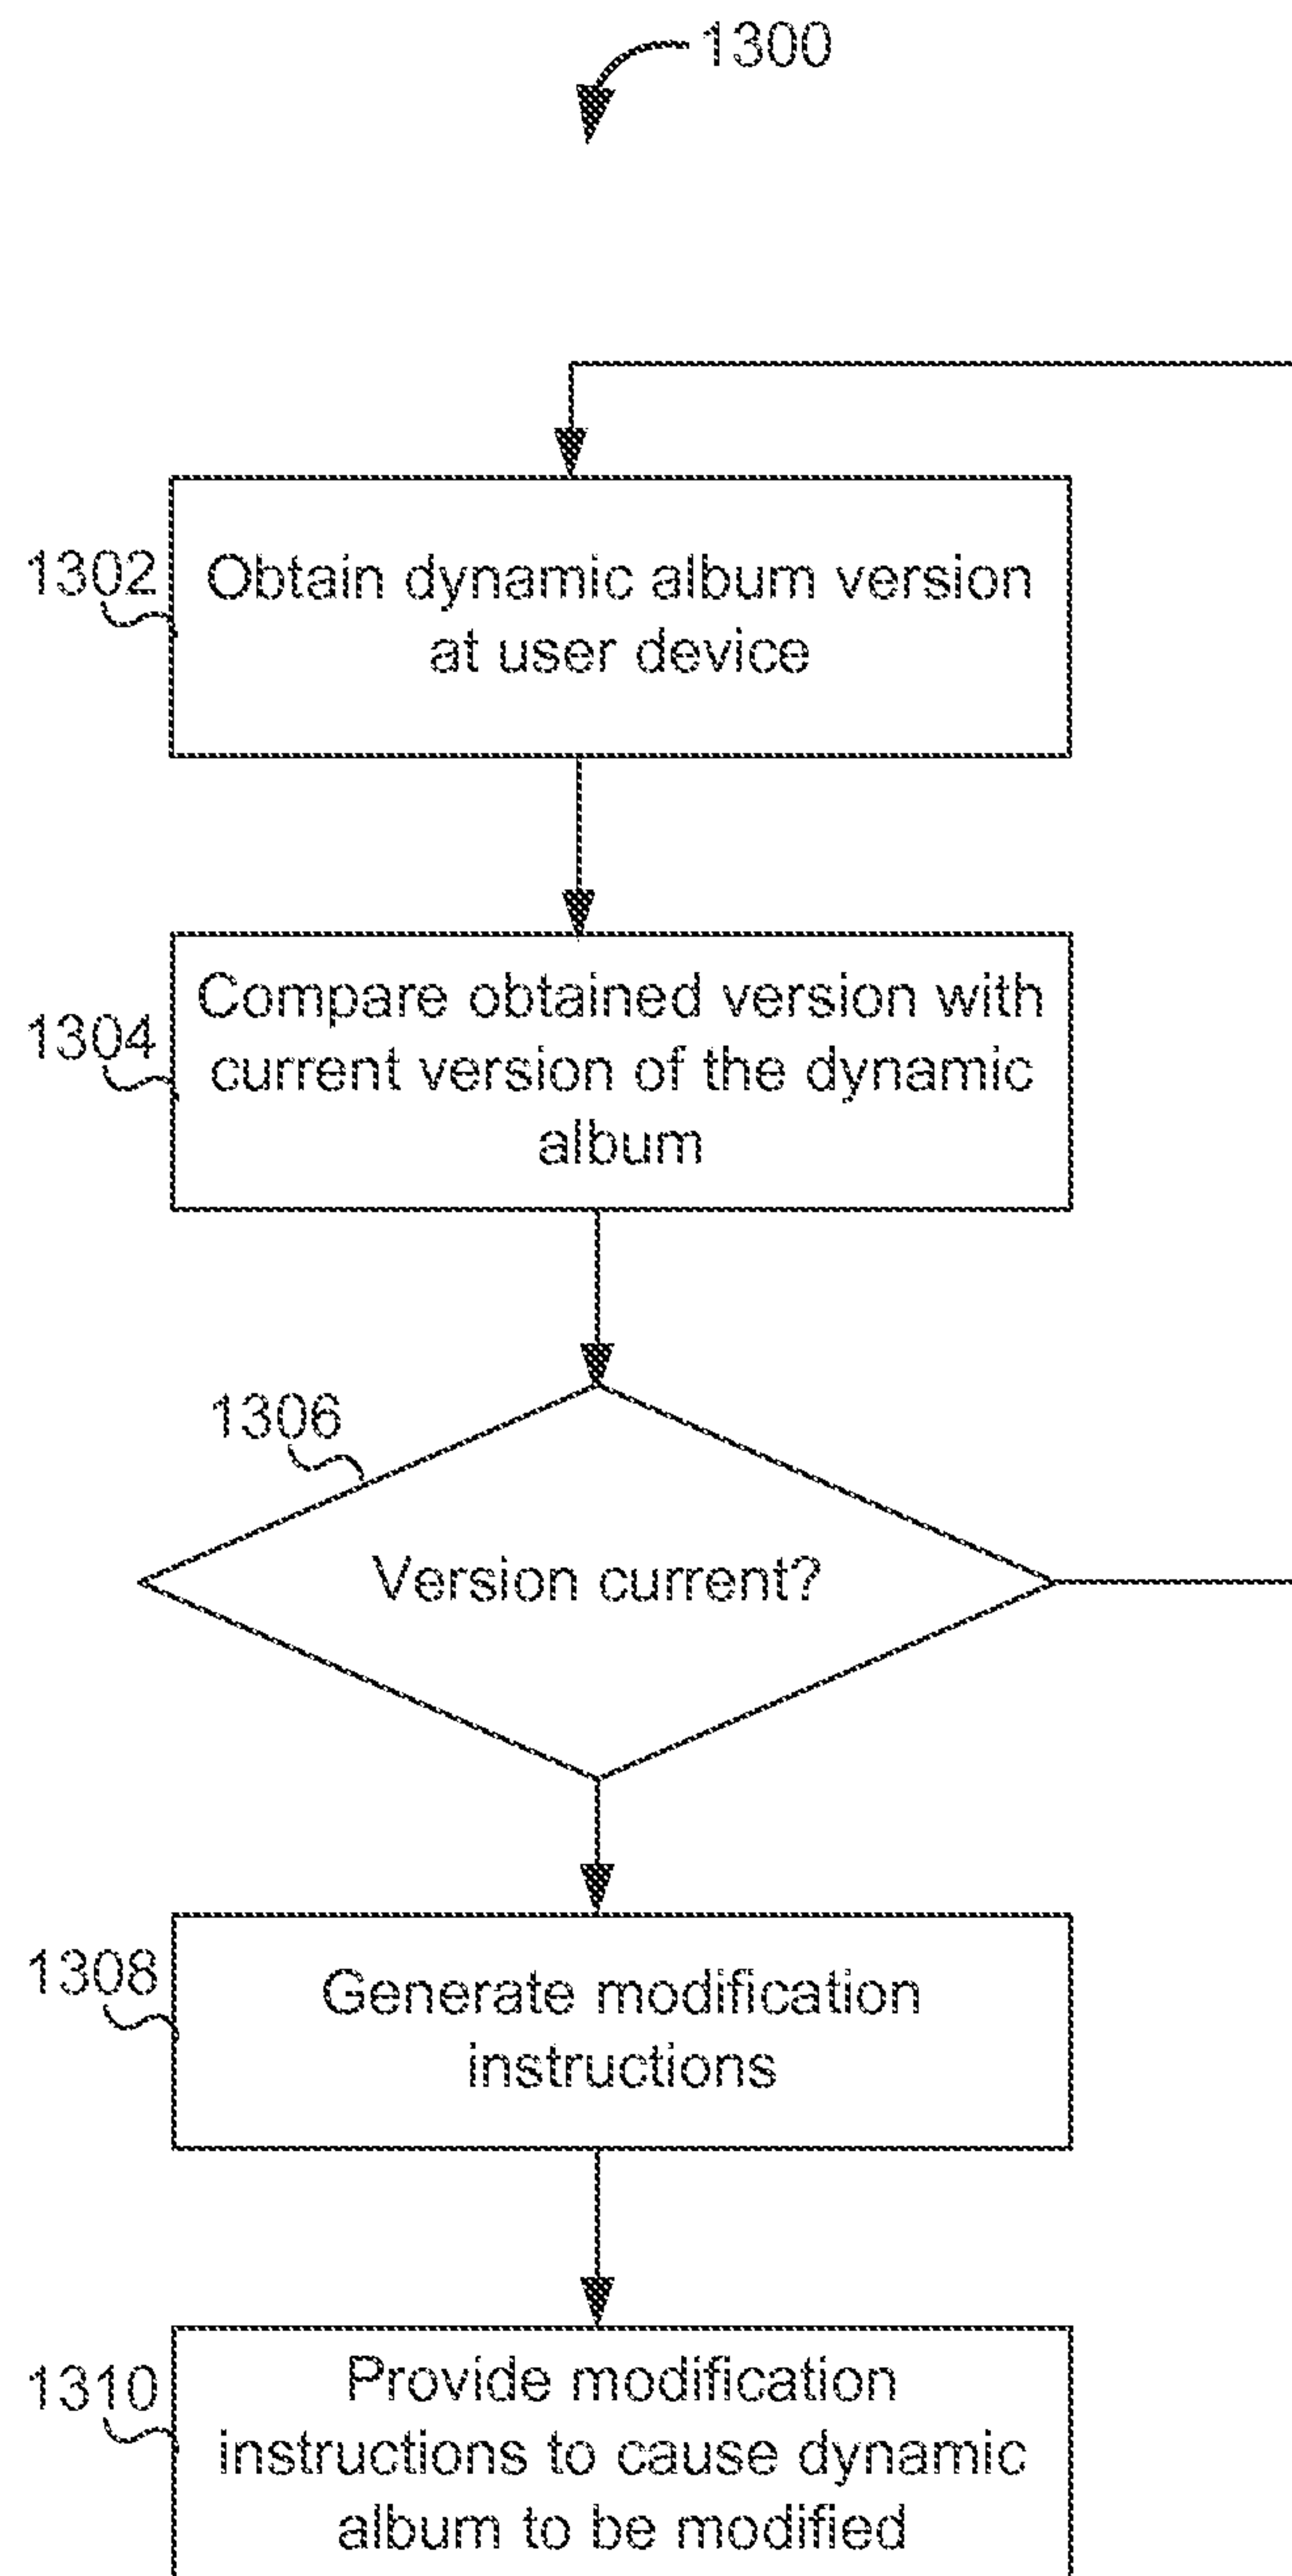 1300
1302
Obtain dynamic album version
at user device
1304
Compare obtained version with
current version of the dynamic
album
1306
Version current?
1308
Generate modification
instructions
1310
Provide modification
instructions to cause dynamic
album to be modified